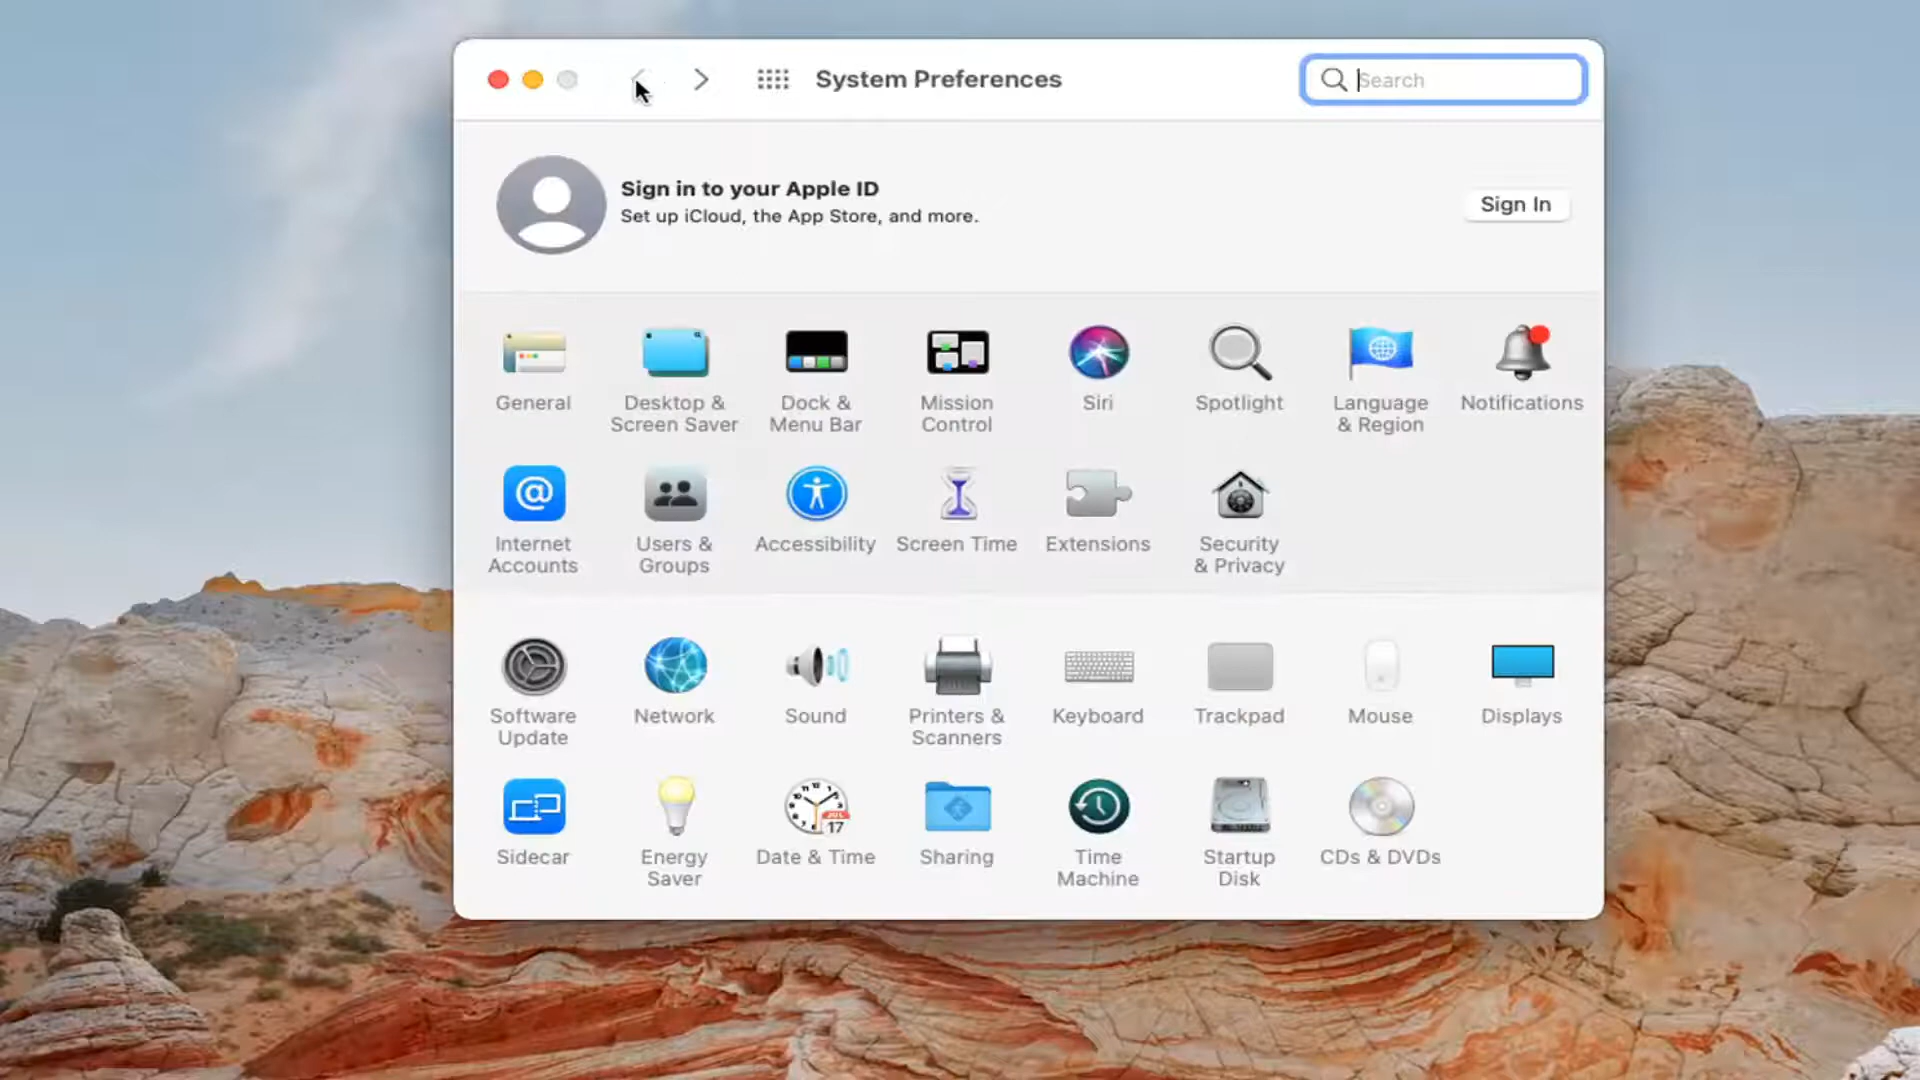 System Preferences
Search
Sign in to your Apple ID
Set up iCloud, the App Store, and more.
Sign In
General
Desktop &
Screen Saver
Dock &
Menu Bar
Mission
Control
Siri
Spotlight
Language
& Region
Notifications
Internet
Accounts
Users &
Groups
Accessibility
Screen Time
Extensions
Security
& Privacy
Software
Update
Network
Sound
Printers &
Scanners
Keyboard
Trackpad
Mouse
Displays
Sidecar
Energy
Saver
JUL
17
Date & Time
Sharing
Time
Machine
Startup
Disk
CDs & DVDs